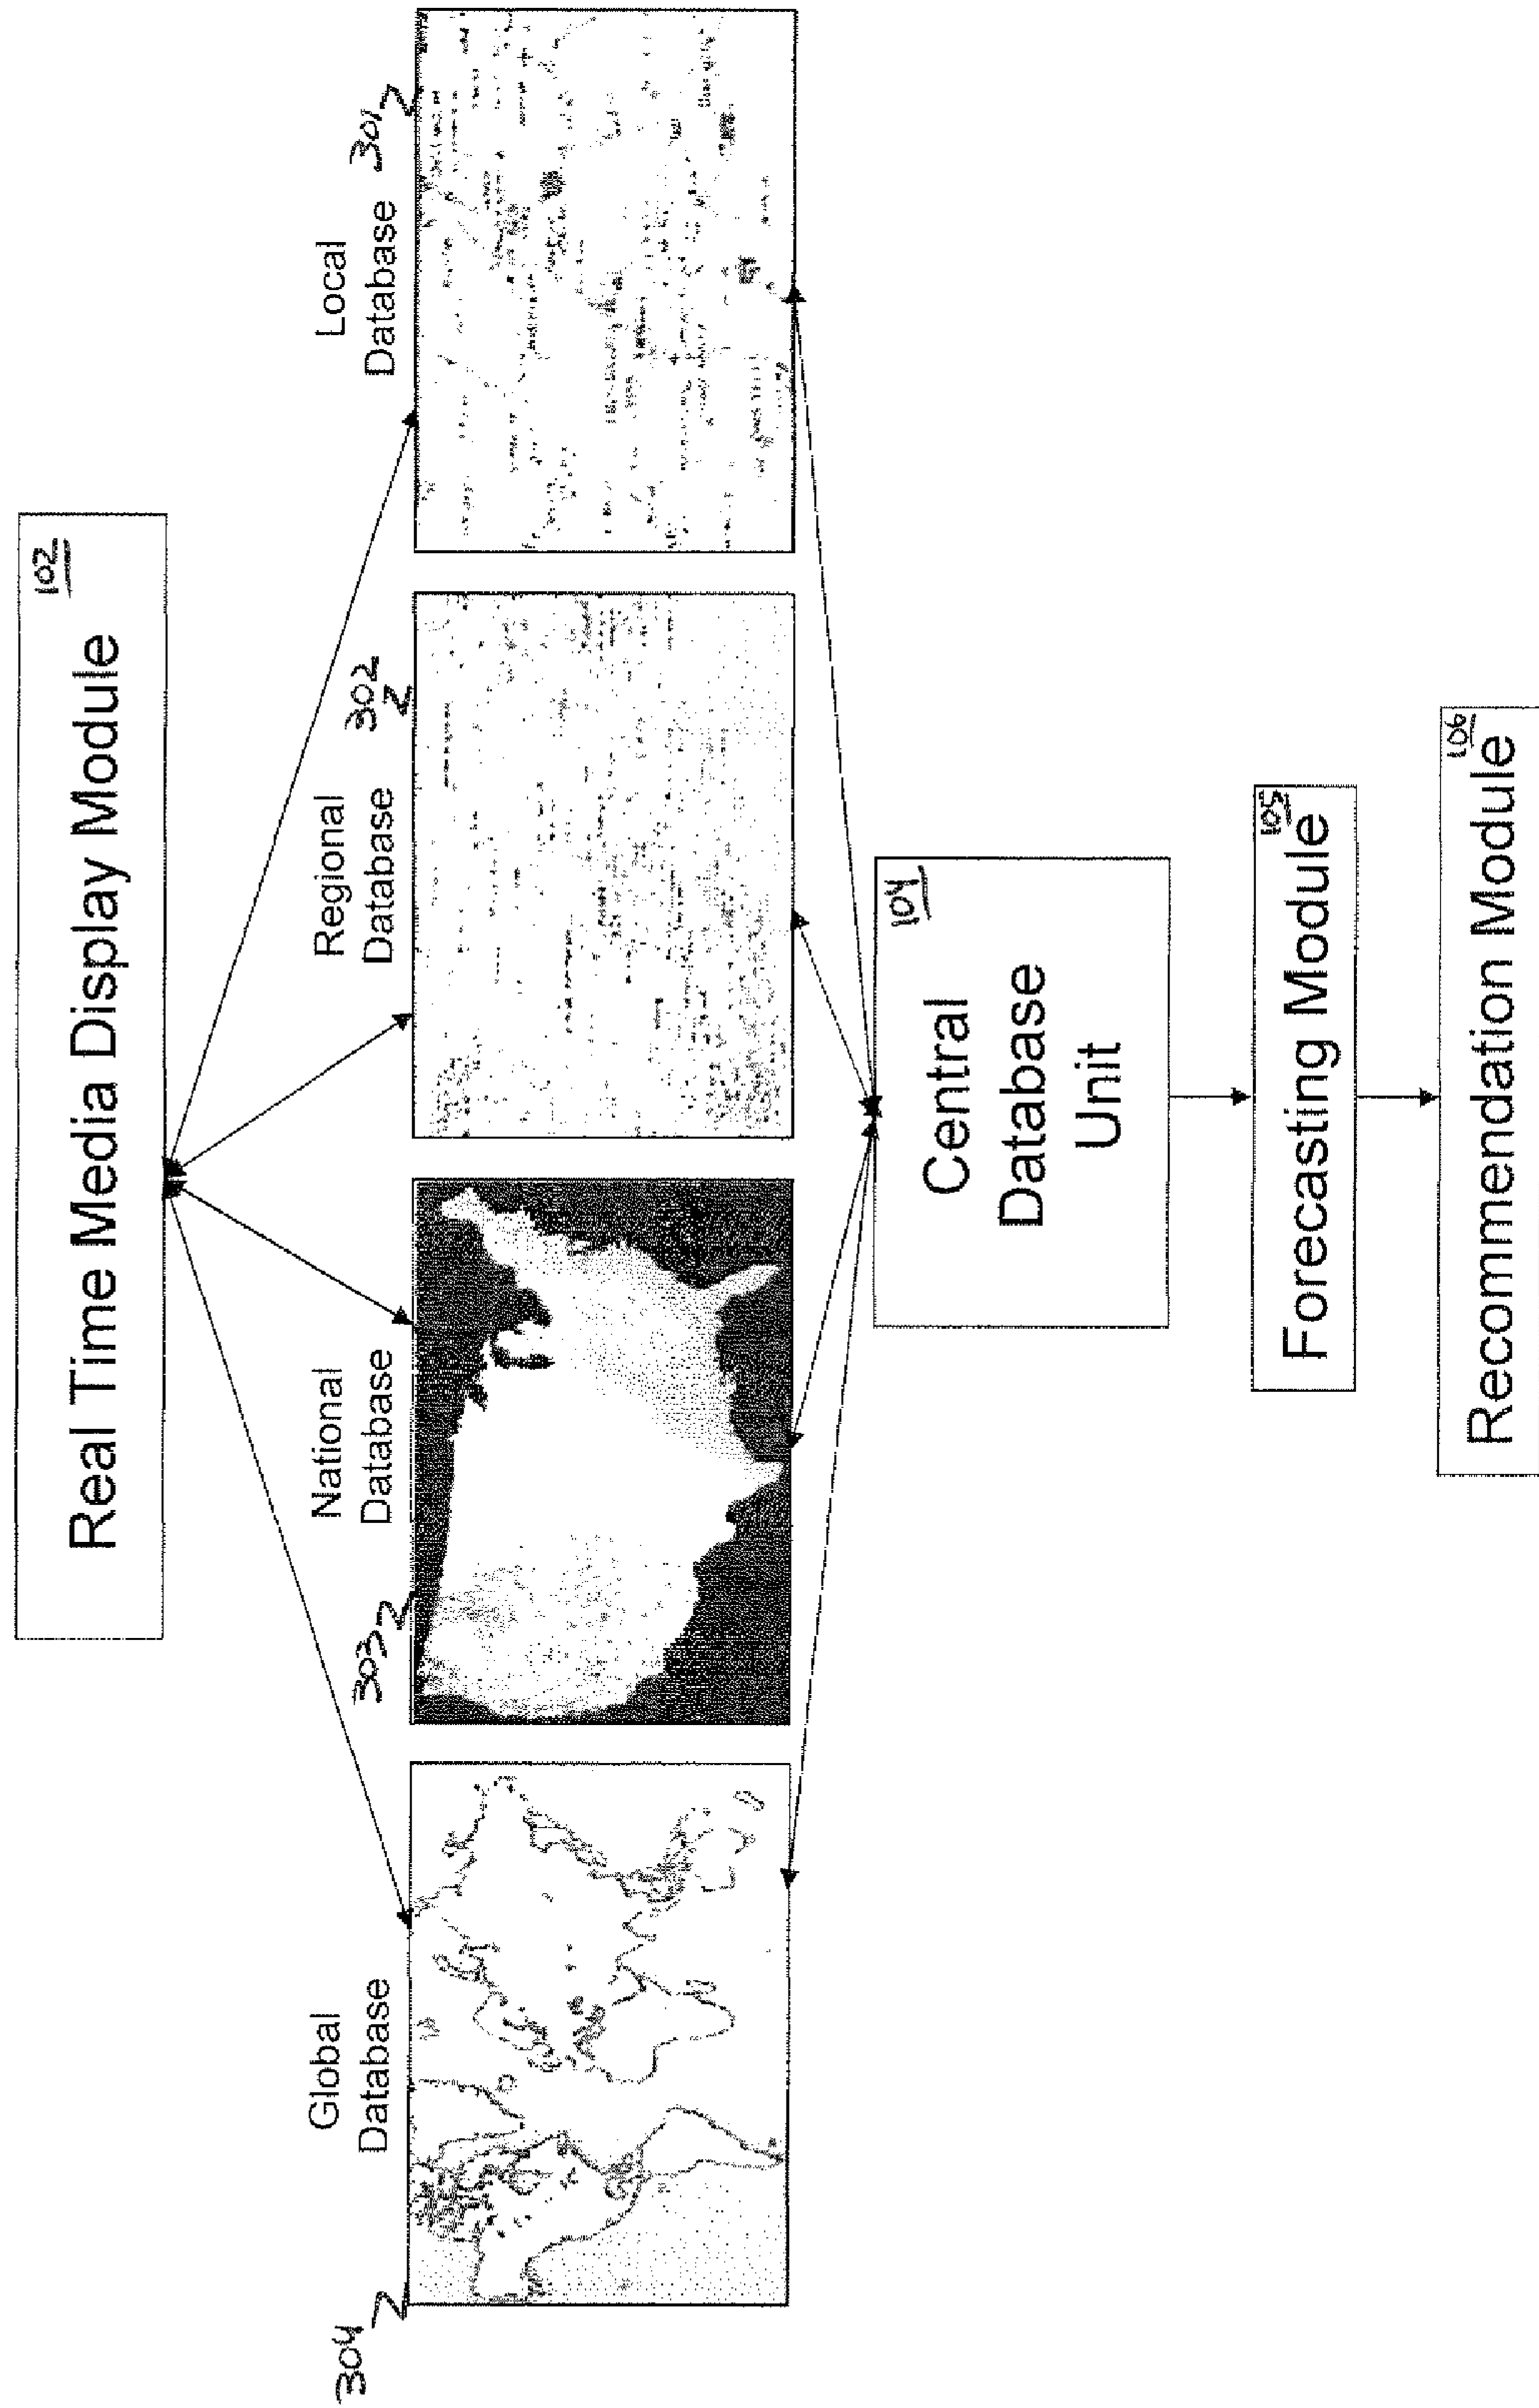 Real Time Media Display Module
102
Global
Database
304
National
Database
303
Regional
Database
302
Local
Database
301
Central
Database
Unit
104
Forecasting Module
105
Recommendation Module
106